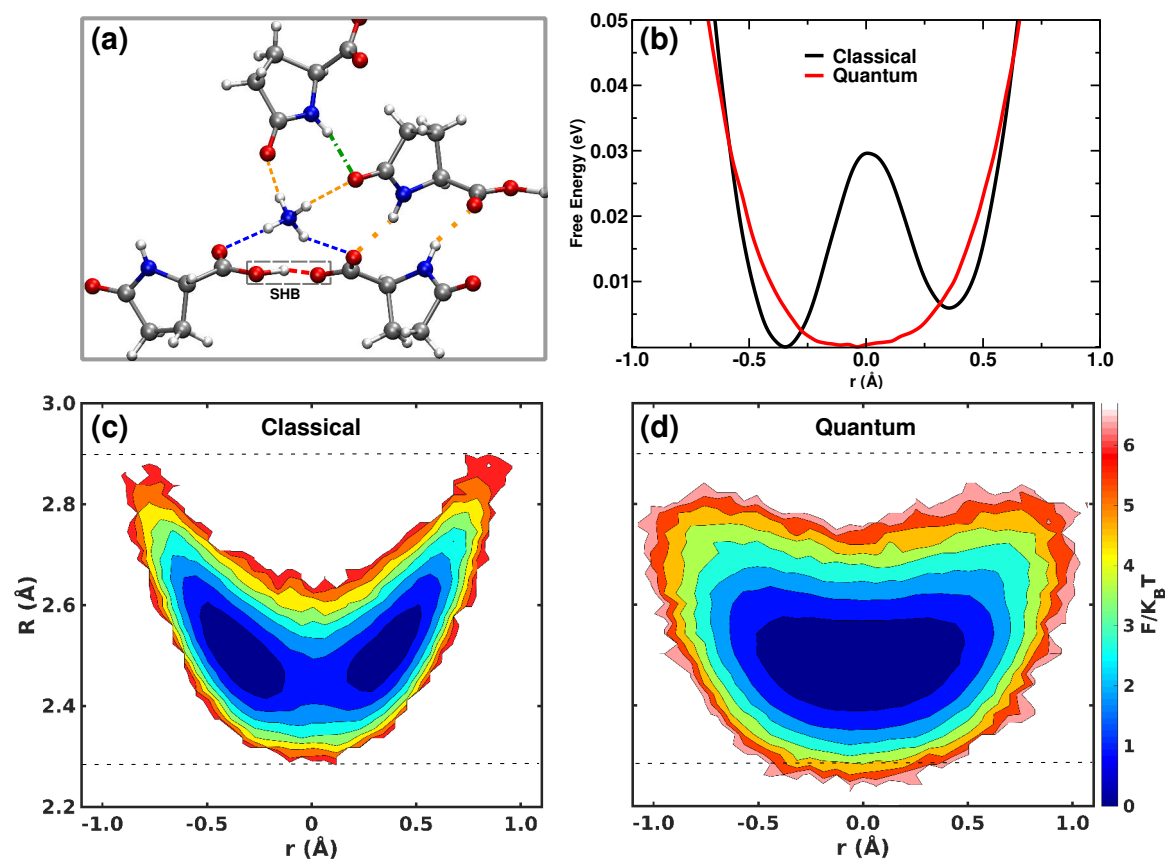 (a)
SHB
(b)
Classical
Quantum
Free Energy (eV)
0.05
0.04
0.03
0.02
0.01
-1.0 -0.5 0.0 0.5 1.0
r (Å)
(c)
Classical
R (Å)
3.0
2.8
2.6
2.4
2.2
-1.0 -0.5 0 0.5 1.0
r (Å)
(d)
Quantum
-1.0 -0.5 0.0 0.5 1.0
r (Å)
6
5
4
3
2
1
0
F/K_BT